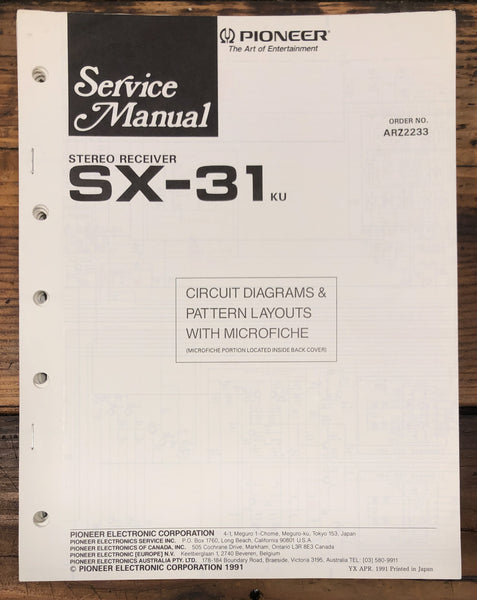 PIONEER
The Art of Entertainment
Service
Manual
ORDER NO.
ARZ2233
STEREO RECEIVER
SX-31 KU
CIRCUIT DIAGRAMS &
PATTERN LAYOUTS
WITH MICROFICHE
(MICROFICHE PORTION LOCATED INSIDE BACK COVER)
PIONEER ELECTRONIC CORPORATION 4-1, Meguro 1-Chome, Meguro-ku, Tokyo 153, Japan
PIONEER ELECTRONICS SERVICE INC. P.O. Box 1760, Long Beach, California 90801 U.S.A.
PIONEER ELECTRONICS OF CANADA, INC. 505 Cochrane Drive, Markham, Ontario L3R 8E3 Canada
PIONEER ELECTRONIC [EUROPE] N.V. Keetberglaan 1, 2740 Beveren, Belgium
PIONEER ELECTRONICS AUSTRALIA PTY. LTD. 178-184 Boundary Road, Braeside, Victoria 3195, Australia TEL: [03] 580-9911
© PIONEER ELECTRONIC CORPORATION 1991
YX APR. 1991 Printed in Japan